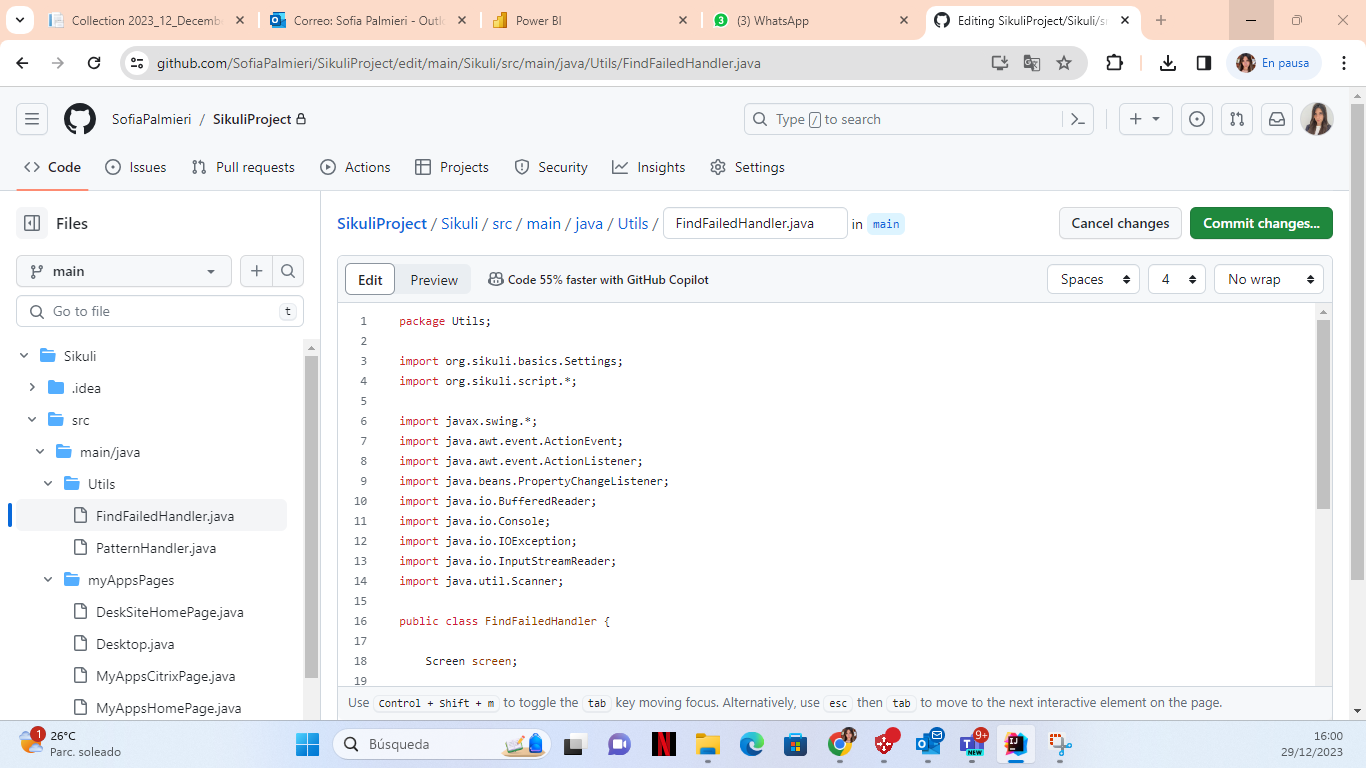 Collection 2023_12_Decemb
Correo: Sofia Palmieri - Outl
Power BI
(3) WhatsApp
Editing SikuliProject/Sikuli/sr
github.com/SofiaPalmieri/SikuliProject/edit/main/Sikuli/src/main/java/Utils/FindFailedHandler.java
En pausa
SofiaPalmieri / SikuliProject
Type / to search
Code Issues Pull requests Actions Projects Security Insights Settings
Files
SikuliProject / Sikuli / src / main / java / Utils / FindFailedHandler.java in main
Cancel changes
Commit changes...
main
Go to file
t
Sikuli
.idea
src
main/java
Utils
FindFailedHandler.java
PatternHandler.java
myAppsPages
DeskSiteHomePage.java
Desktop.java
MyAppsCitrixPage.java
MyAppsHomePage.java
Edit Preview Code 55% faster with GitHub Copilot Spaces 4 No wrap
1 package Utils;
2
3 import org.sikuli.basics.Settings;
4 import org.sikuli.script.*;
5
6 import javax.swing.*;
7 import java.awt.event.ActionEvent;
8 import java.awt.event.ActionListener;
9 import java.beans.PropertyChangeListener;
10 import java.io.BufferedReader;
11 import java.io.Console;
12 import java.io.IOException;
13 import java.io.InputStreamReader;
14 import java.util.Scanner;
15
16 public class FindFailedHandler {
17
18 Screen screen;
19
Use Control + Shift + m to toggle the tab key moving focus. Alternatively, use esc then tab to move to the next interactive element on the page.
1
26°C
Parc. soleado
Búsqueda
9+
NEW
16:00
29/12/2023